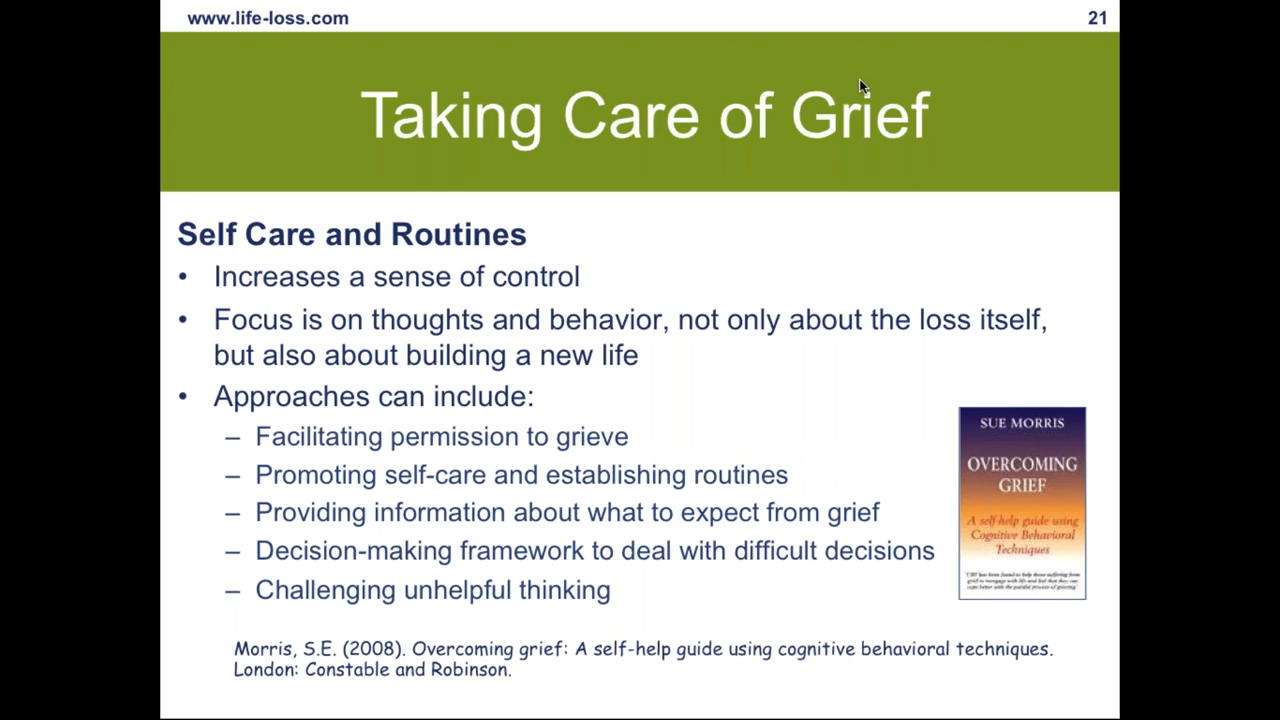 www.life-loss.com
21
Taking Care of Grief
Self Care and Routines
• Increases a sense of control
• Focus is on thoughts and behavior, not only about the loss itself,
but also about building a new life
• Approaches can include:
– Facilitating permission to grieve
– Promoting self-care and establishing routines
– Providing information about what to expect from grief
– Decision-making framework to deal with difficult decisions
– Challenging unhelpful thinking
SUE MORRIS
OVERCOMING
GRIEF
A self-help guide using
Cognitive Behavioral
Techniques
Morris, S.E. (2008). Overcoming grief: A self-help guide using cognitive behavioral techniques.
London: Constable and Robinson.